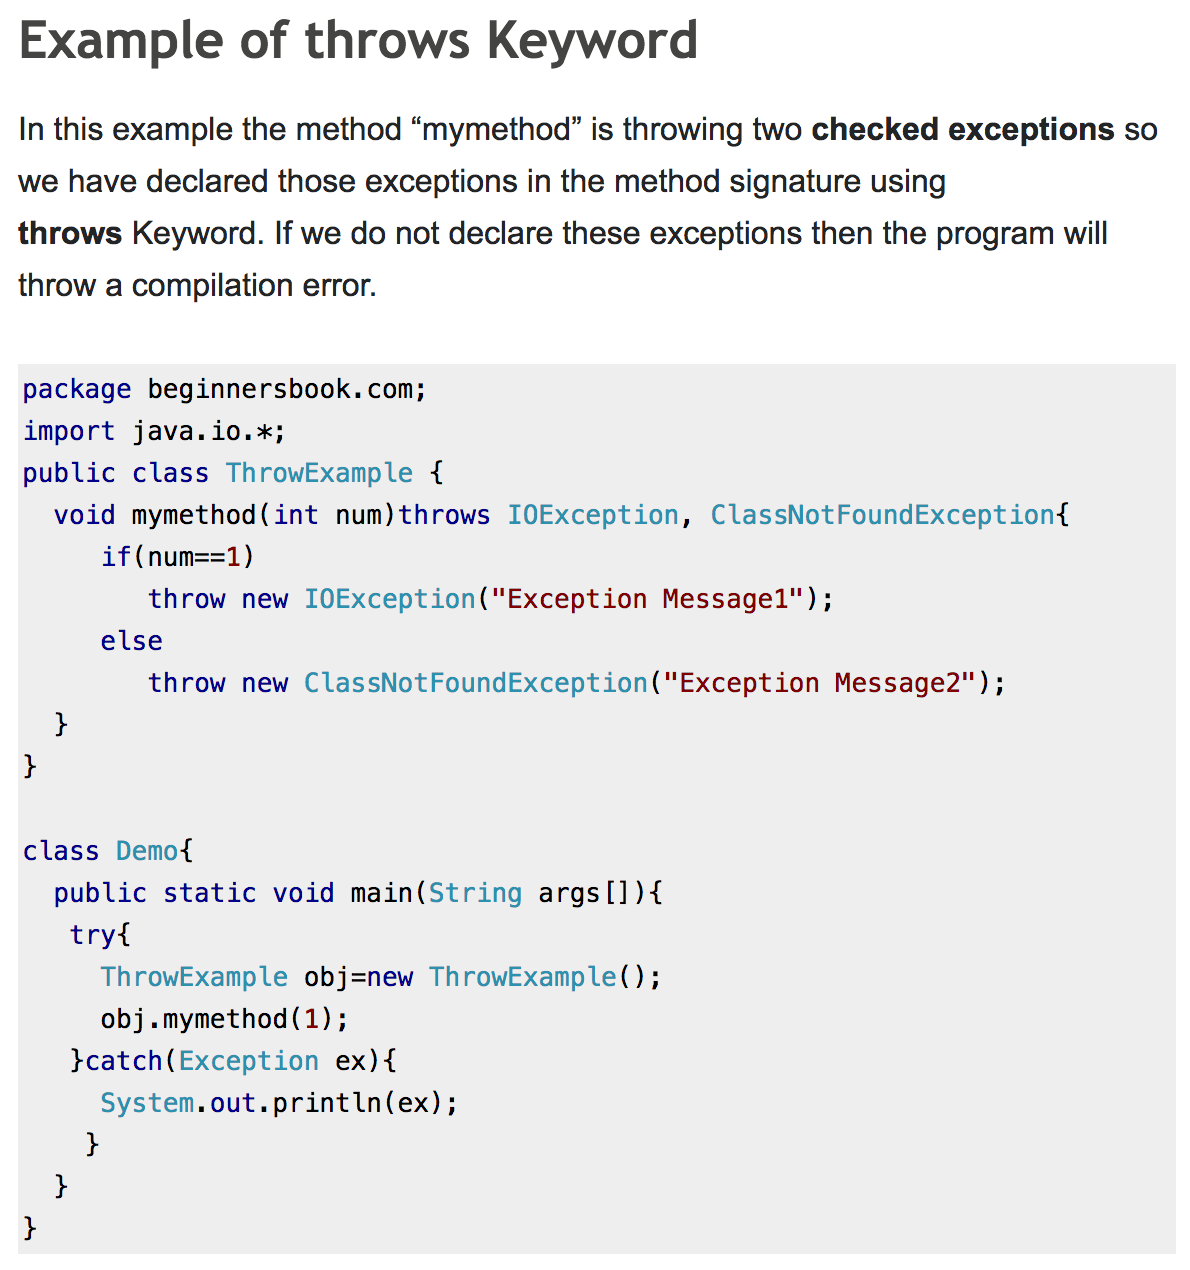 Example of throws Keyword
In this example the method “mymethod” is throwing two checked exceptions so
we have declared those exceptions in the method signature using
throws Keyword. If we do not declare these exceptions then the program will
throw a compilation error.
package beginnersbook.com;
import java.io.*;
public class ThrowExample {
  void mymethod(int num)throws IOException, ClassNotFoundException{
     if(num==1)
        throw new IOException("Exception Message1");
     else
        throw new ClassNotFoundException("Exception Message2");
  }
}

class Demo{
  public static void main(String args[]){
   try{
     ThrowExample obj=new ThrowExample();
     obj.mymethod(1);
   }catch(Exception ex){
     System.out.println(ex);
    }
  }
}